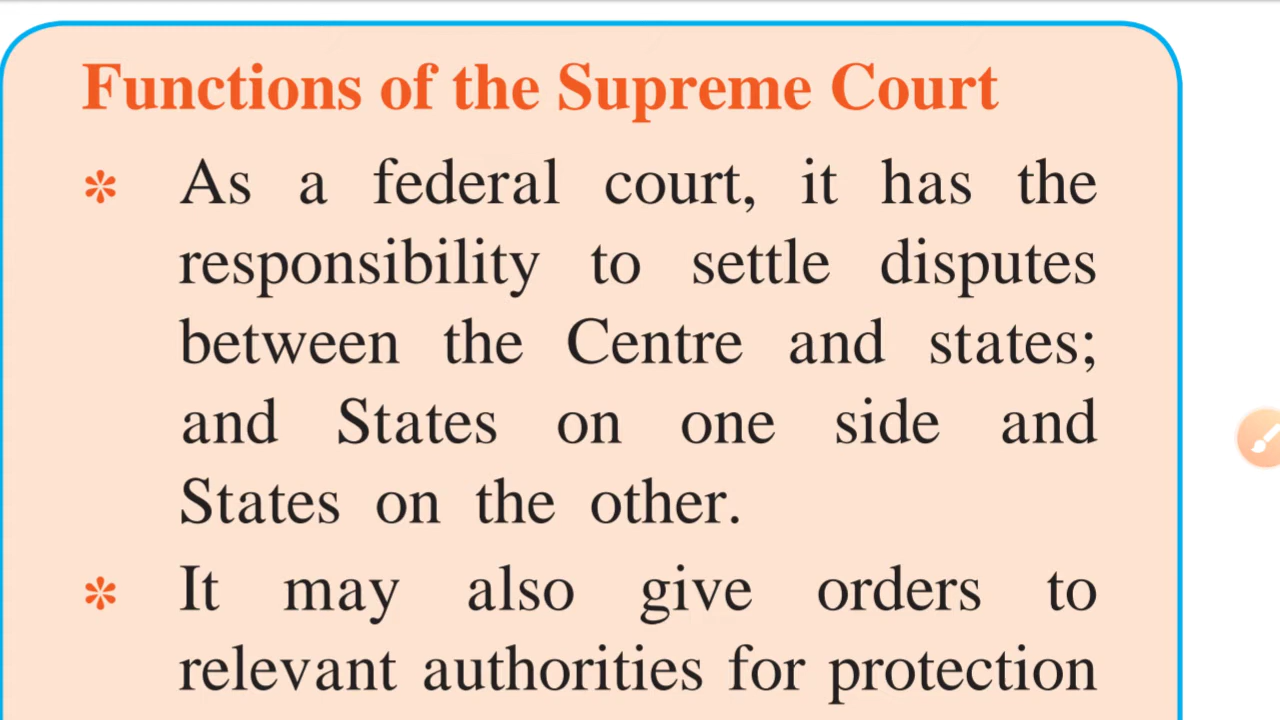 Functions of the Supreme Court
* As a federal court, it has the
responsibility to settle disputes
between the Centre and states;
and States on one side and
States on the other.
* It may also give orders to
relevant authorities for protection